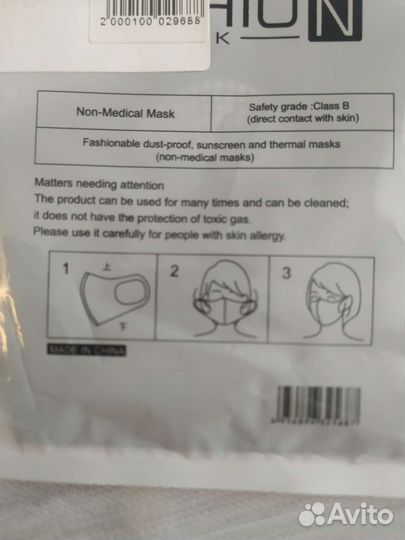 2 000100 029688
HION
K
Non-Medical Mask
Safety grade :Class B
(direct contact with skin)
Fashionable dust-proof, sunscreen and thermal masks
(non-medical masks)
Matters needing attention
The product can be used for many times and can be cleaned;
it does not have the protection of toxic gas.
Please use it carefully for people with skin allergy.
1 上 2 3
下
MADE IN CHINA
Avito